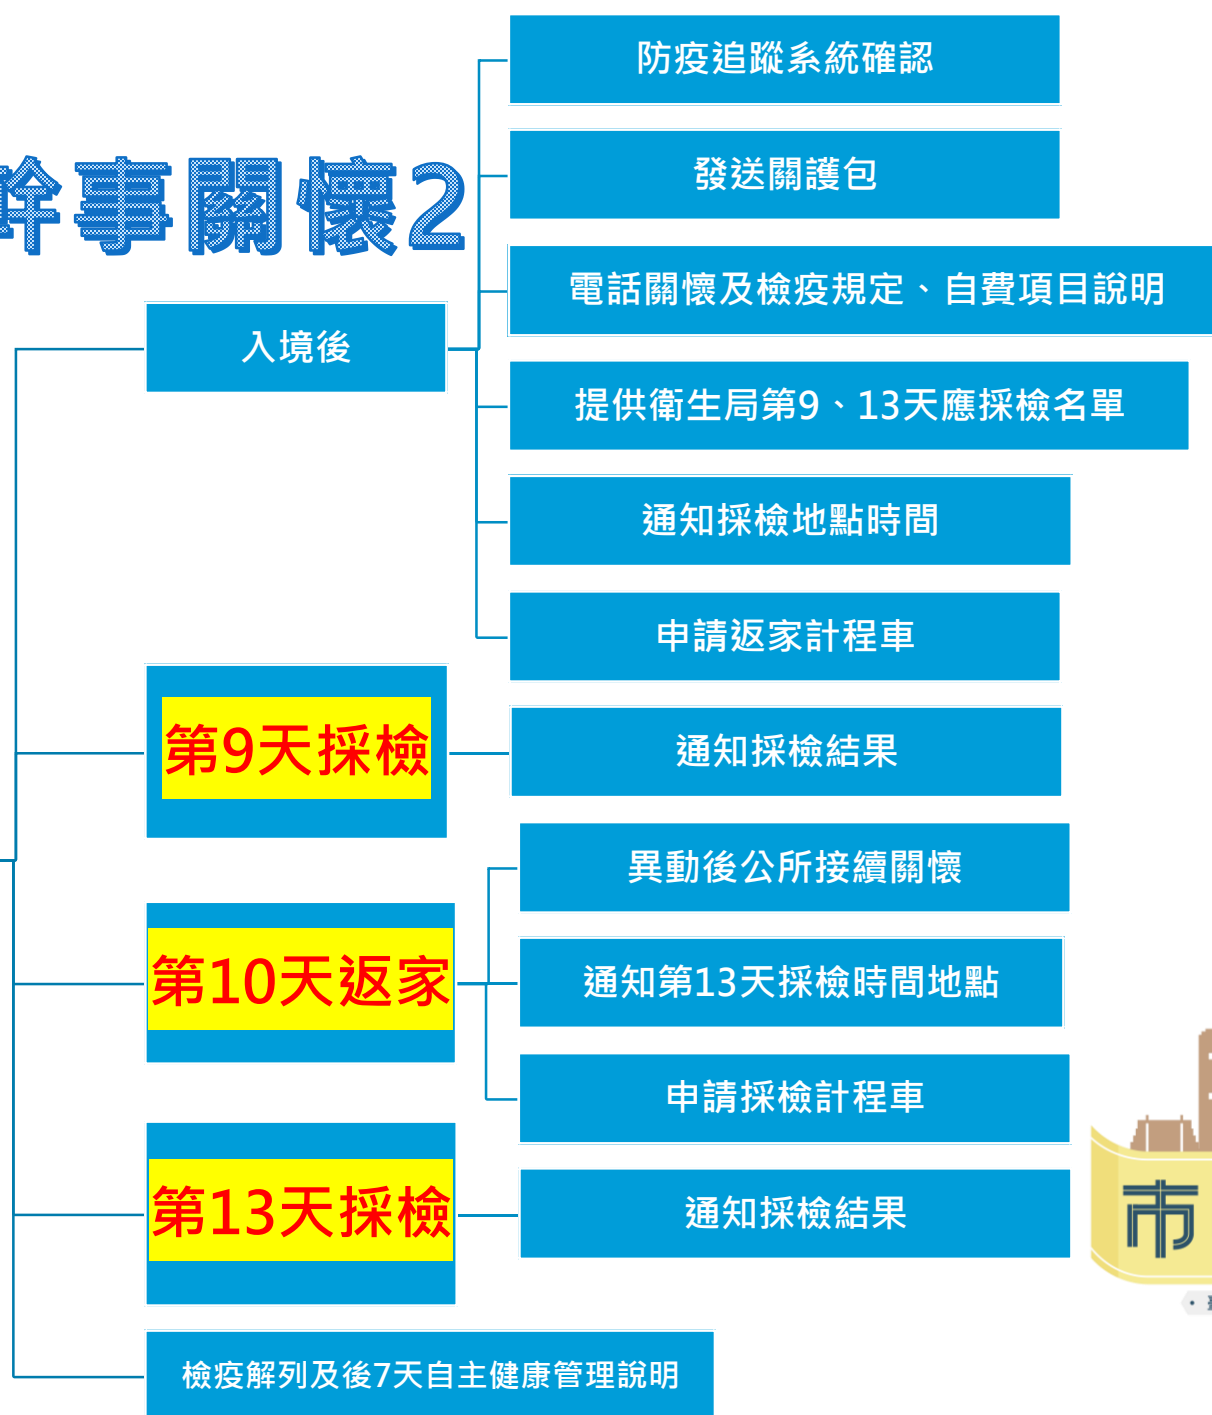 幹事關懷2
防疫追蹤系統確認
發送關護包
電話關懷及檢疫規定、自費項目說明
入境後
提供衛生局第9、13天應採檢名單
通知採檢地點時間
申請返家計程車
第9天採檢
通知採檢結果
異動後公所接續關懷
第10天返家
通知第13天採檢時間地點
申請採檢計程車
第13天採檢
通知採檢結果
檢疫解列及後7天自主健康管理說明
市